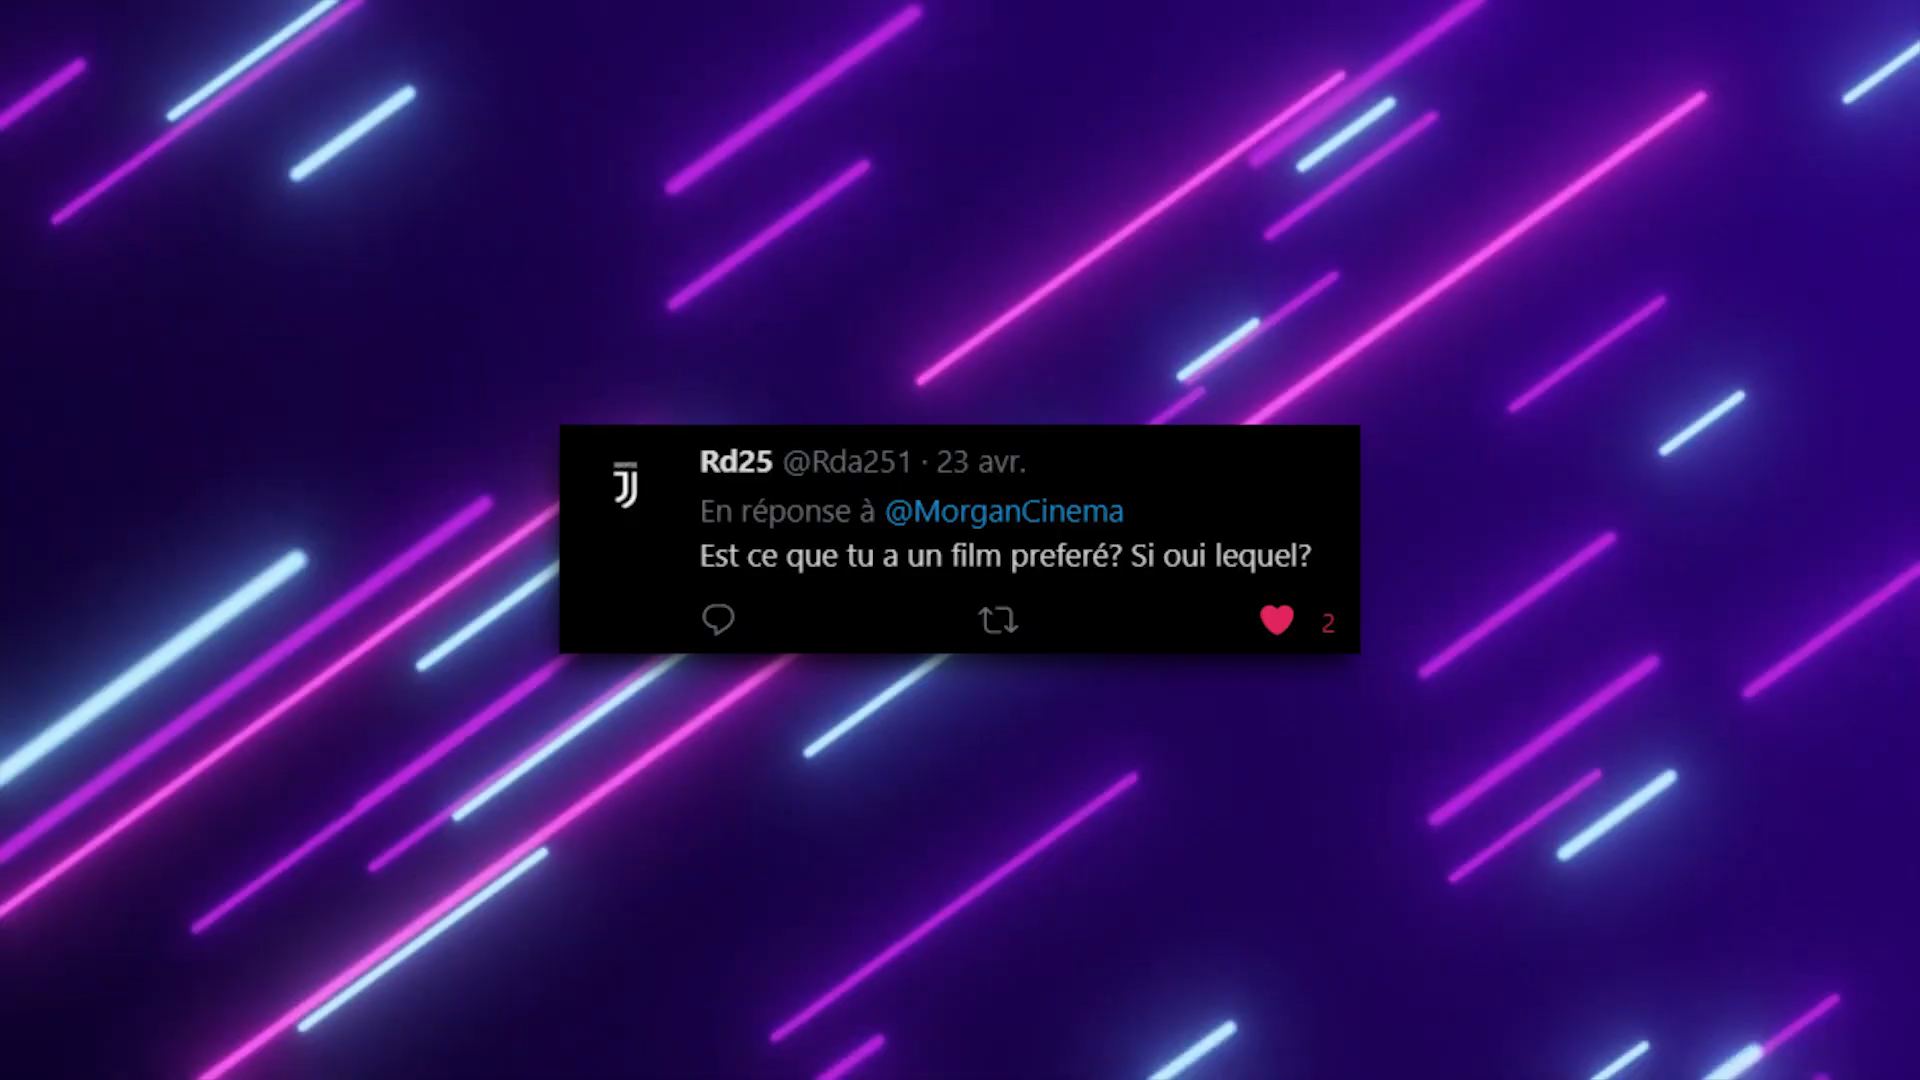 Rd25 @Rda251 · 23 avr.
En réponse à @MorganCinema
Est ce que tu a un film preferé? Si oui lequel?
2